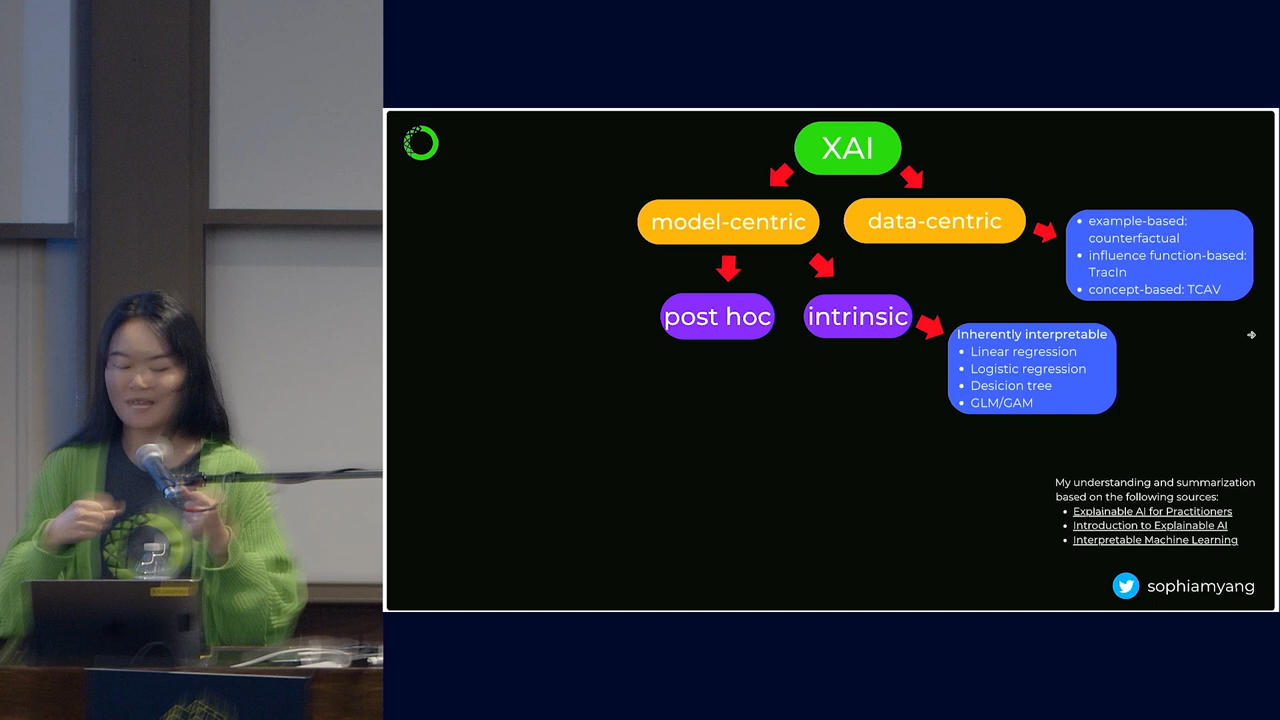 XAI
model-centric
data-centric
example-based:
counterfactual
influence function-based:
TracIn
concept-based: TCAV
post hoc
intrinsic
Inherently interpretable
Linear regression
Logistic regression
Desicion tree
GLM/GAM
My understanding and summarization
based on the following sources:
Explainable AI for Practitioners
Introduction to Explainable AI
Interpretable Machine Learning
sophiamyang